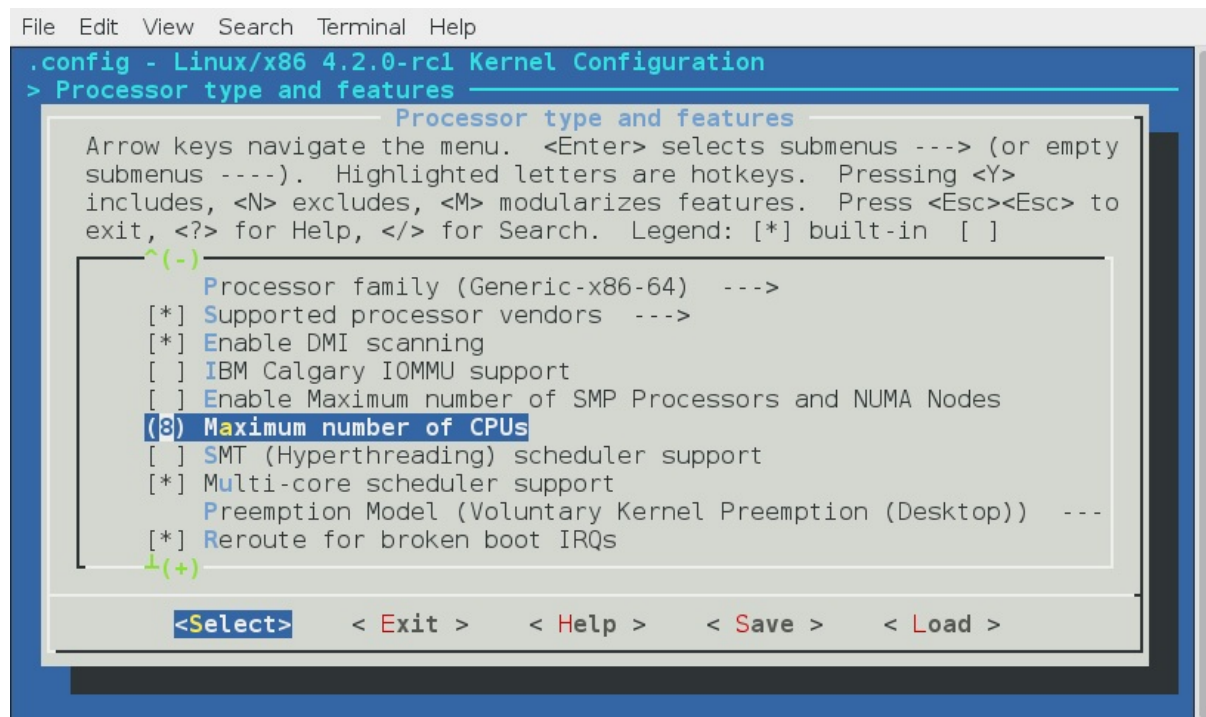 File Edit View Search Terminal Help
.config - Linux/x86 4.2.0-rc1 Kernel Configuration
> Processor type and features
Processor type and features
Arrow keys navigate the menu. <Enter> selects submenus ---> (or empty
submenus ----). Highlighted letters are hotkeys. Pressing <Y>
includes, <N> excludes, <M> modularizes features. Press <Esc><Esc> to
exit, <?> for Help, </> for Search. Legend: [*] built-in [ ]
^(-)
Processor family (Generic-x86-64) --->
[*] Supported processor vendors --->
[*] Enable DMI scanning
[ ] IBM Calgary IOMMU support
[ ] Enable Maximum number of SMP Processors and NUMA Nodes
(8) Maximum number of CPUs
[ ] SMT (Hyperthreading) scheduler support
[*] Multi-core scheduler support
Preemption Model (Voluntary Kernel Preemption (Desktop)) ---
[*] Reroute for broken boot IRQs
┴(+)
<Select> < Exit > < Help > < Save > < Load >